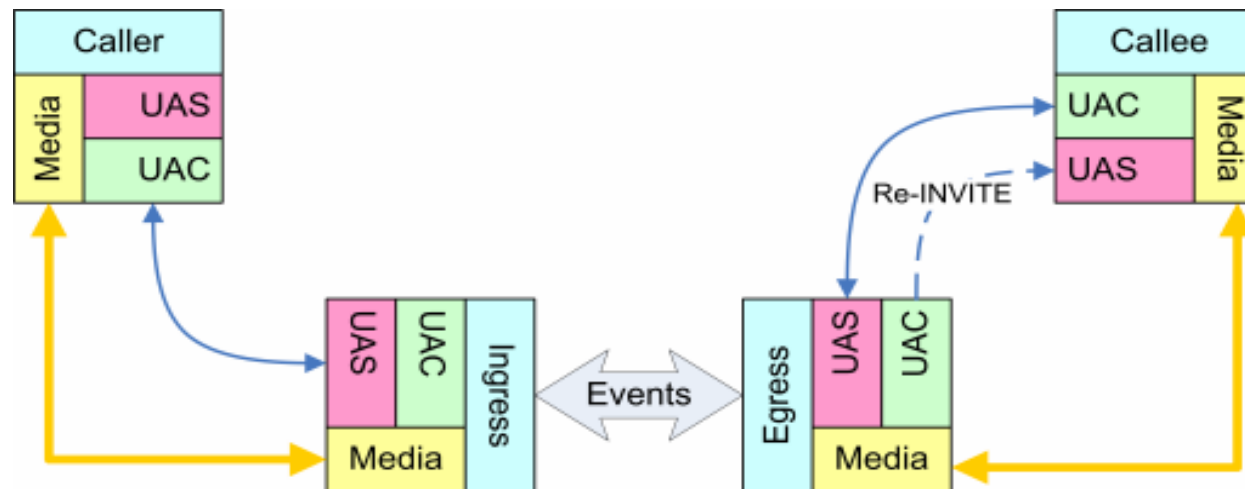 Caller
Media
UAS
UAC
Callee
UAC
UAS
Media
Re-INVITE
UAS
UAC
Ingress
Media
Events
Egress
UAS
UAC
Media